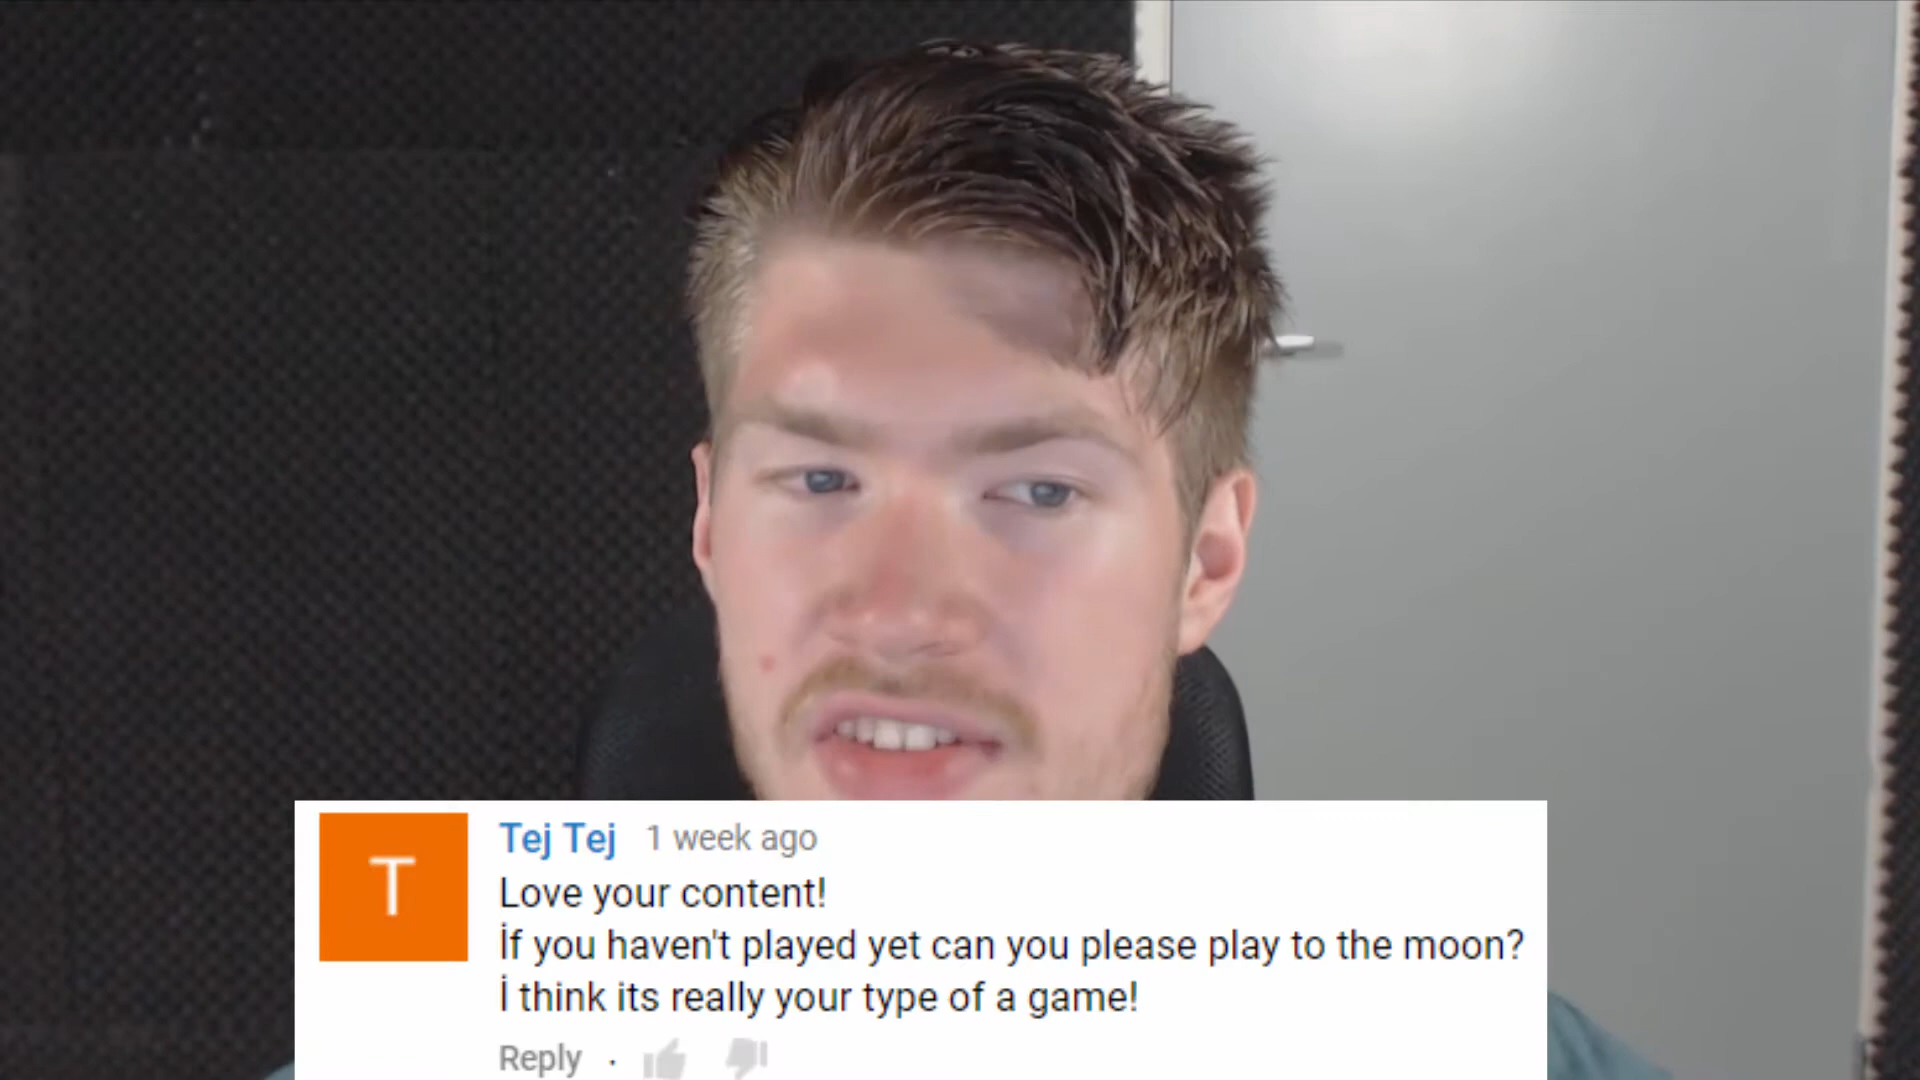 T
Tej Tej 1 week ago
Love your content!
İf you haven't played yet can you please play to the moon?
İ think its really your type of a game!
Reply ·